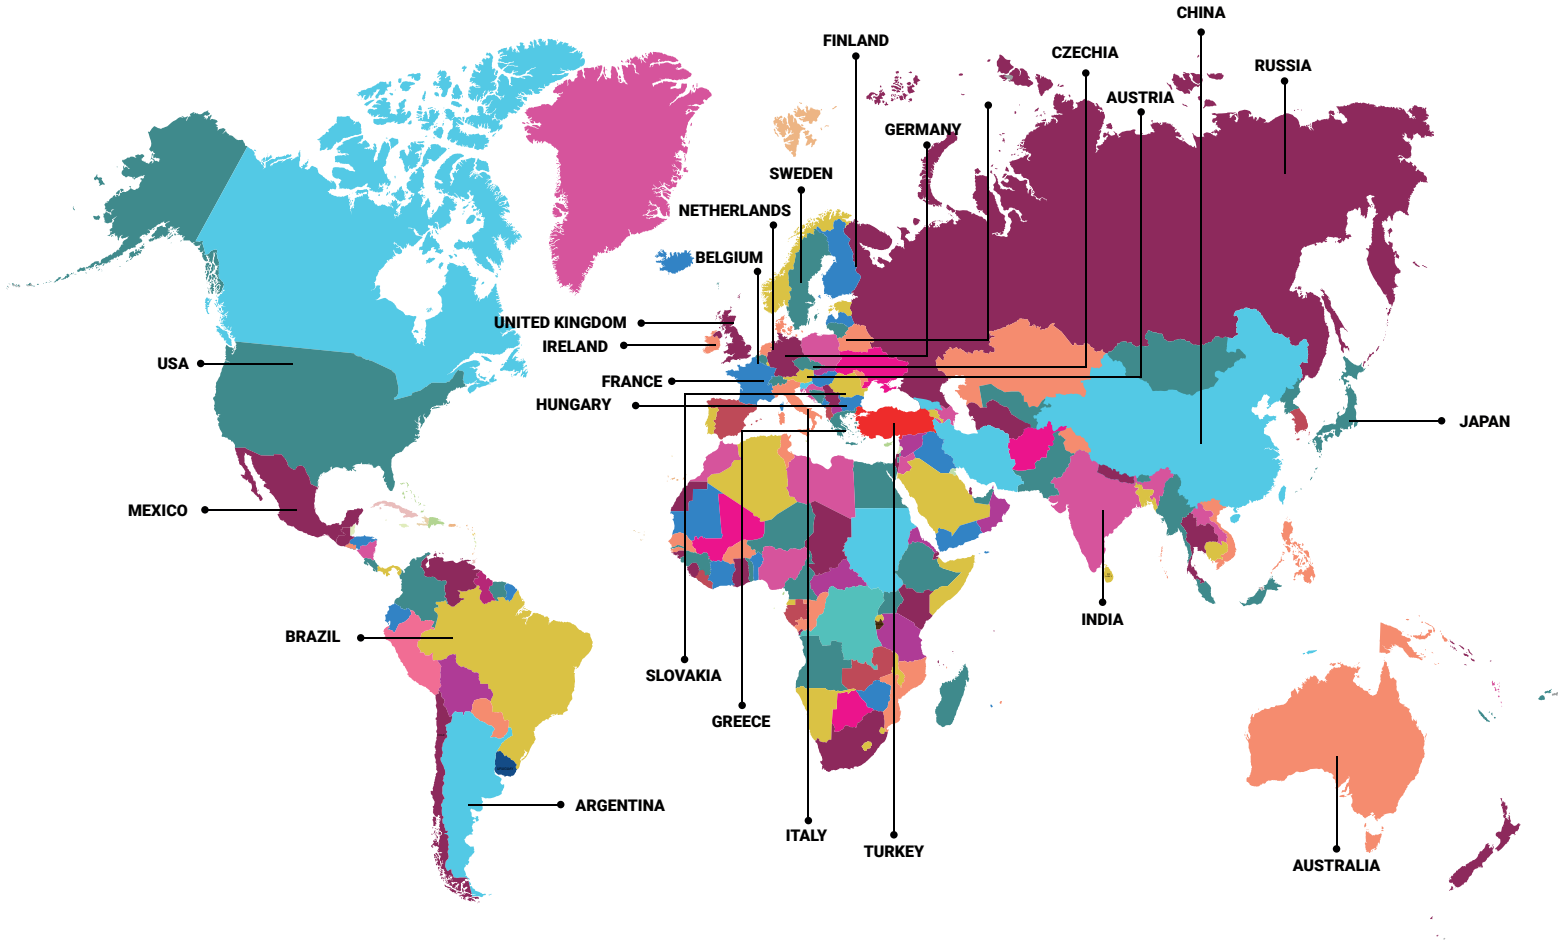 CHINA
FINLAND
CZECHIA
RUSSIA
AUSTRIA
GERMANY
SWEDEN
NETHERLANDS
BELGIUM
UNITED KINGDOM
IRELAND
USA
FRANCE
HUNGARY
JAPAN
MEXICO
INDIA
BRAZIL
SLOVAKIA
GREECE
ARGENTINA
ITALY
TURKEY
AUSTRALIA